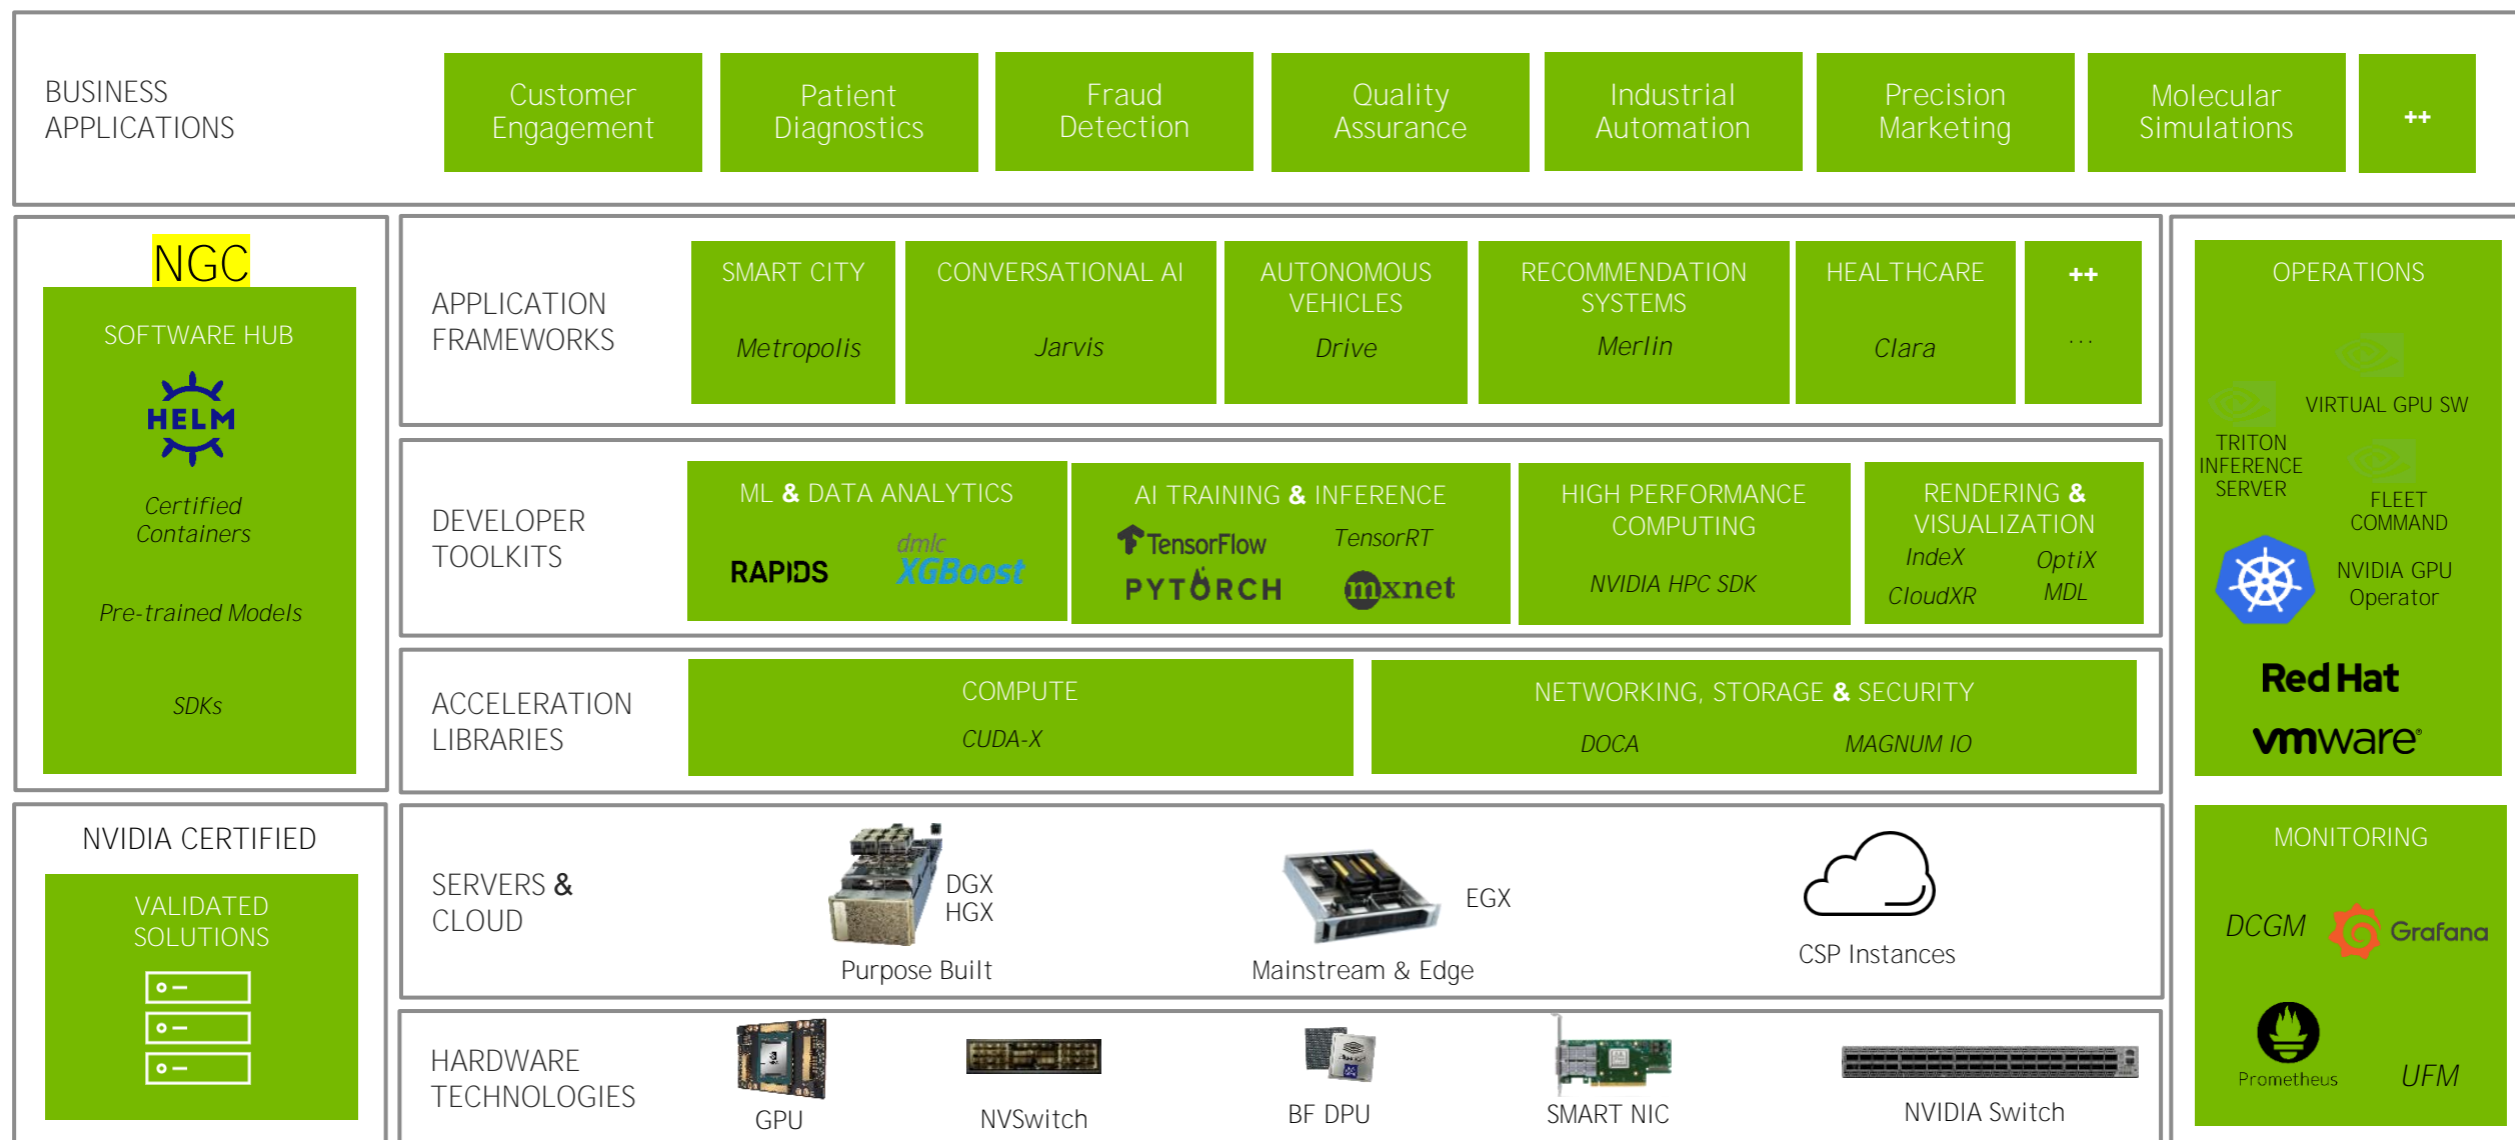 BUSINESS
APPLICATIONS
Customer
Engagement
Patient
Diagnostics
Fraud
Detection
Quality
Assurance
Industrial
Automation
Precision
Marketing
Molecular
Simulations
++
NGC
SOFTWARE HUB
HELM
Certified
Containers
Pre-trained Models
SDKs
APPLICATION
FRAMEWORKS
SMART CITY
Metropolis
CONVERSATIONAL AI
Jarvis
AUTONOMOUS
VEHICLES
Drive
RECOMMENDATION
SYSTEMS
Merlin
HEALTHCARE
Clara
++
...
DEVELOPER
TOOLKITS
ML & DATA ANALYTICS
RAPIDS
dmlc
XGBoost
AI TRAINING & INFERENCE
TensorFlow
TensorRT
PYTORCH
mxnet
HIGH PERFORMANCE
COMPUTING
NVIDIA HPC SDK
RENDERING &
VISUALIZATION
IndeX
OptiX
CloudXR
MDL
ACCELERATION
LIBRARIES
COMPUTE
CUDA-X
NETWORKING, STORAGE & SECURITY
DOCA
MAGNUM IO
OPERATIONS
VIRTUAL GPU SW
TRITON
INFERENCE
SERVER
FLEET
COMMAND
NVIDIA GPU
Operator
Red Hat
vmware®
NVIDIA CERTIFIED
VALIDATED
SOLUTIONS
SERVERS &
CLOUD
DGX
HGX
Purpose Built
EGX
Mainstream & Edge
CSP Instances
HARDWARE
TECHNOLOGIES
GPU
NVSwitch
BF DPU
SMART NIC
NVIDIA Switch
MONITORING
DCGM
Grafana
Prometheus
UFM